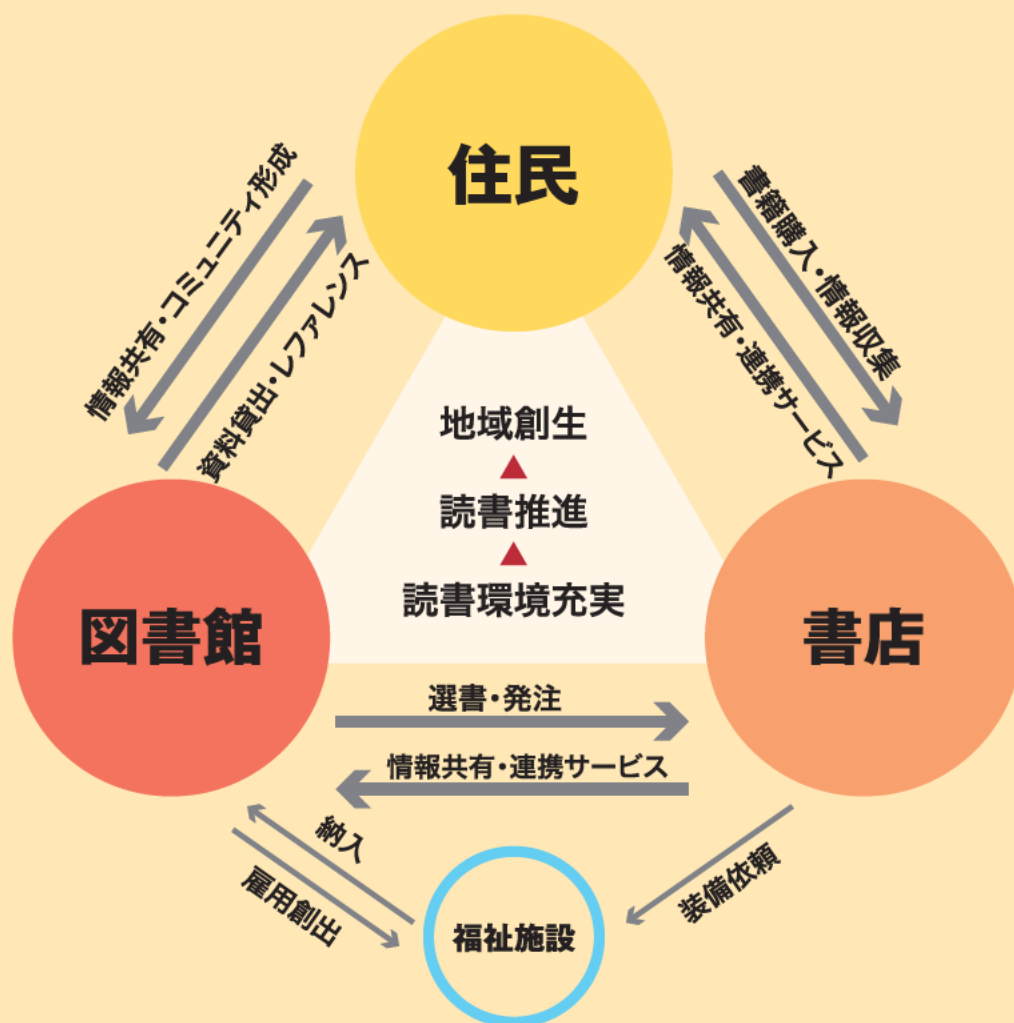 住民
情報共有・コミュニティ形成
資料貸出・レファレンス
書籍購入・情報収集
情報共有・連携サービス
地域創生
▲
読書推進
▲
読書環境充実
図書館
書店
選書・発注
情報共有・連携サービス
納入
雇用創出
装備依頼
福祉施設